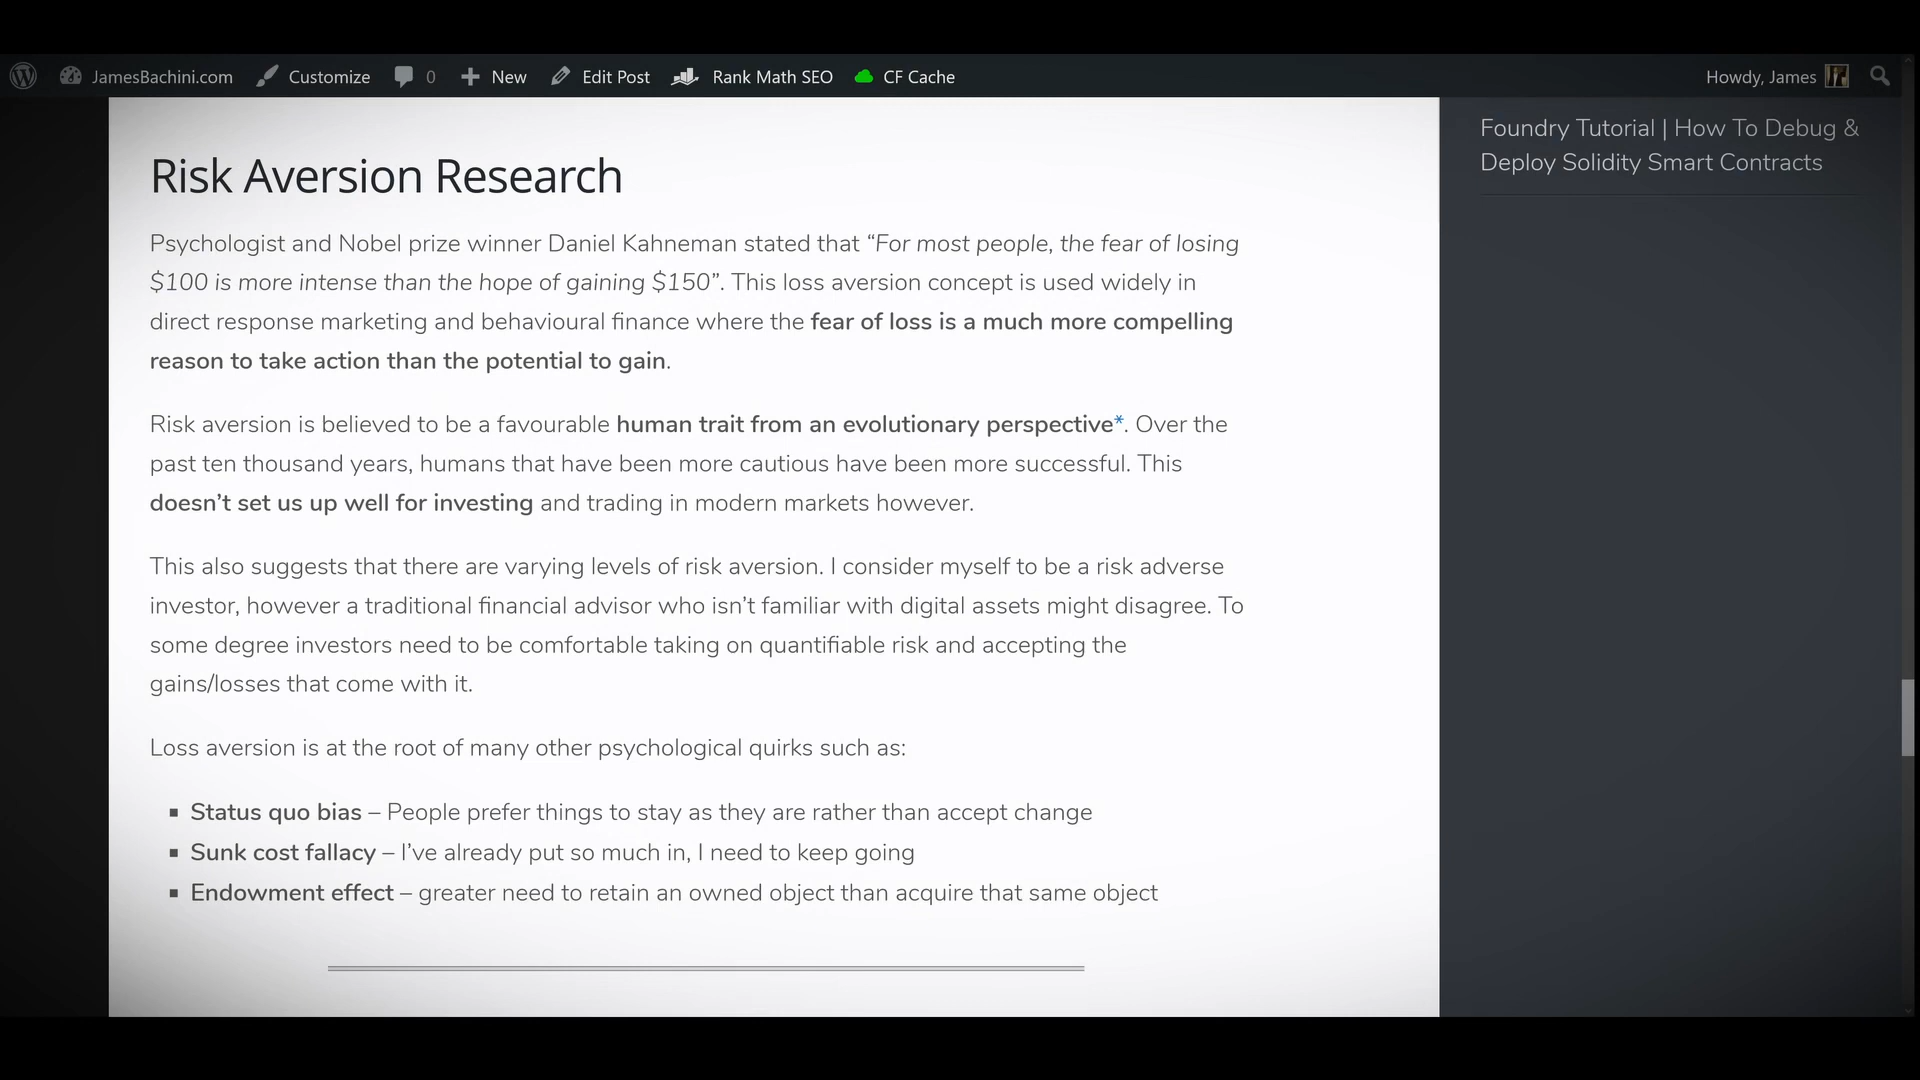 JamesBachini.com Customize 0 New Edit Post Rank Math SEO CF Cache Howdy, James
Risk Aversion Research
Psychologist and Nobel prize winner Daniel Kahneman stated that “For most people, the fear of losing
$100 is more intense than the hope of gaining $150”. This loss aversion concept is used widely in
direct response marketing and behavioural finance where the fear of loss is a much more compelling
reason to take action than the potential to gain.
Risk aversion is believed to be a favourable human trait from an evolutionary perspective*. Over the
past ten thousand years, humans that have been more cautious have been more successful. This
doesn’t set us up well for investing and trading in modern markets however.
This also suggests that there are varying levels of risk aversion. I consider myself to be a risk adverse
investor, however a traditional financial advisor who isn’t familiar with digital assets might disagree. To
some degree investors need to be comfortable taking on quantifiable risk and accepting the
gains/losses that come with it.
Loss aversion is at the root of many other psychological quirks such as:
▪ Status quo bias – People prefer things to stay as they are rather than accept change
▪ Sunk cost fallacy – I’ve already put so much in, I need to keep going
▪ Endowment effect – greater need to retain an owned object than acquire that same object
Foundry Tutorial | How To Debug &
Deploy Solidity Smart Contracts